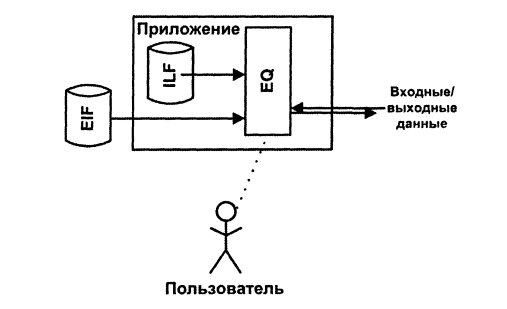 Приложение
ILF
EQ
EIF
Входные/
выходные
данные
Пользователь